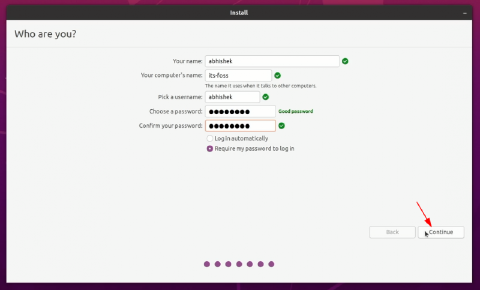 Install
Who are you?
Your name: abhishek
Your computer's name: its-foss
The name it uses when it talks to other computers.
Pick a username: abhishek
Choose a password: ●●●●●●●● Good password
Confirm your password: ●●●●●●●●
Log in automatically
Require my password to log in
Back Continue